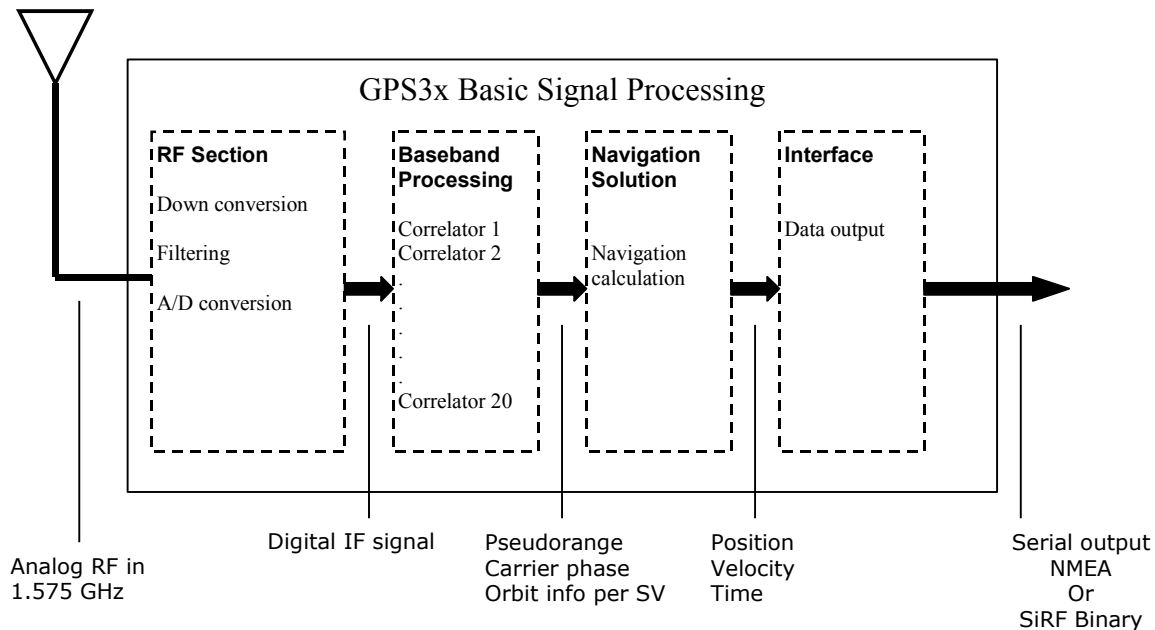 GPS3x Basic Signal Processing
RF Section
Down conversion
Filtering
A/D conversion
Baseband
Processing
Correlator 1
Correlator 2
.
.
.
.
.
Correlator 20
Navigation
Solution
Navigation
calculation
Interface
Data output
Analog RF in
1.575 GHz
Digital IF signal
Pseudorange
Carrier phase
Orbit info per SV
Position
Velocity
Time
Serial output
NMEA
Or
SiRF Binary